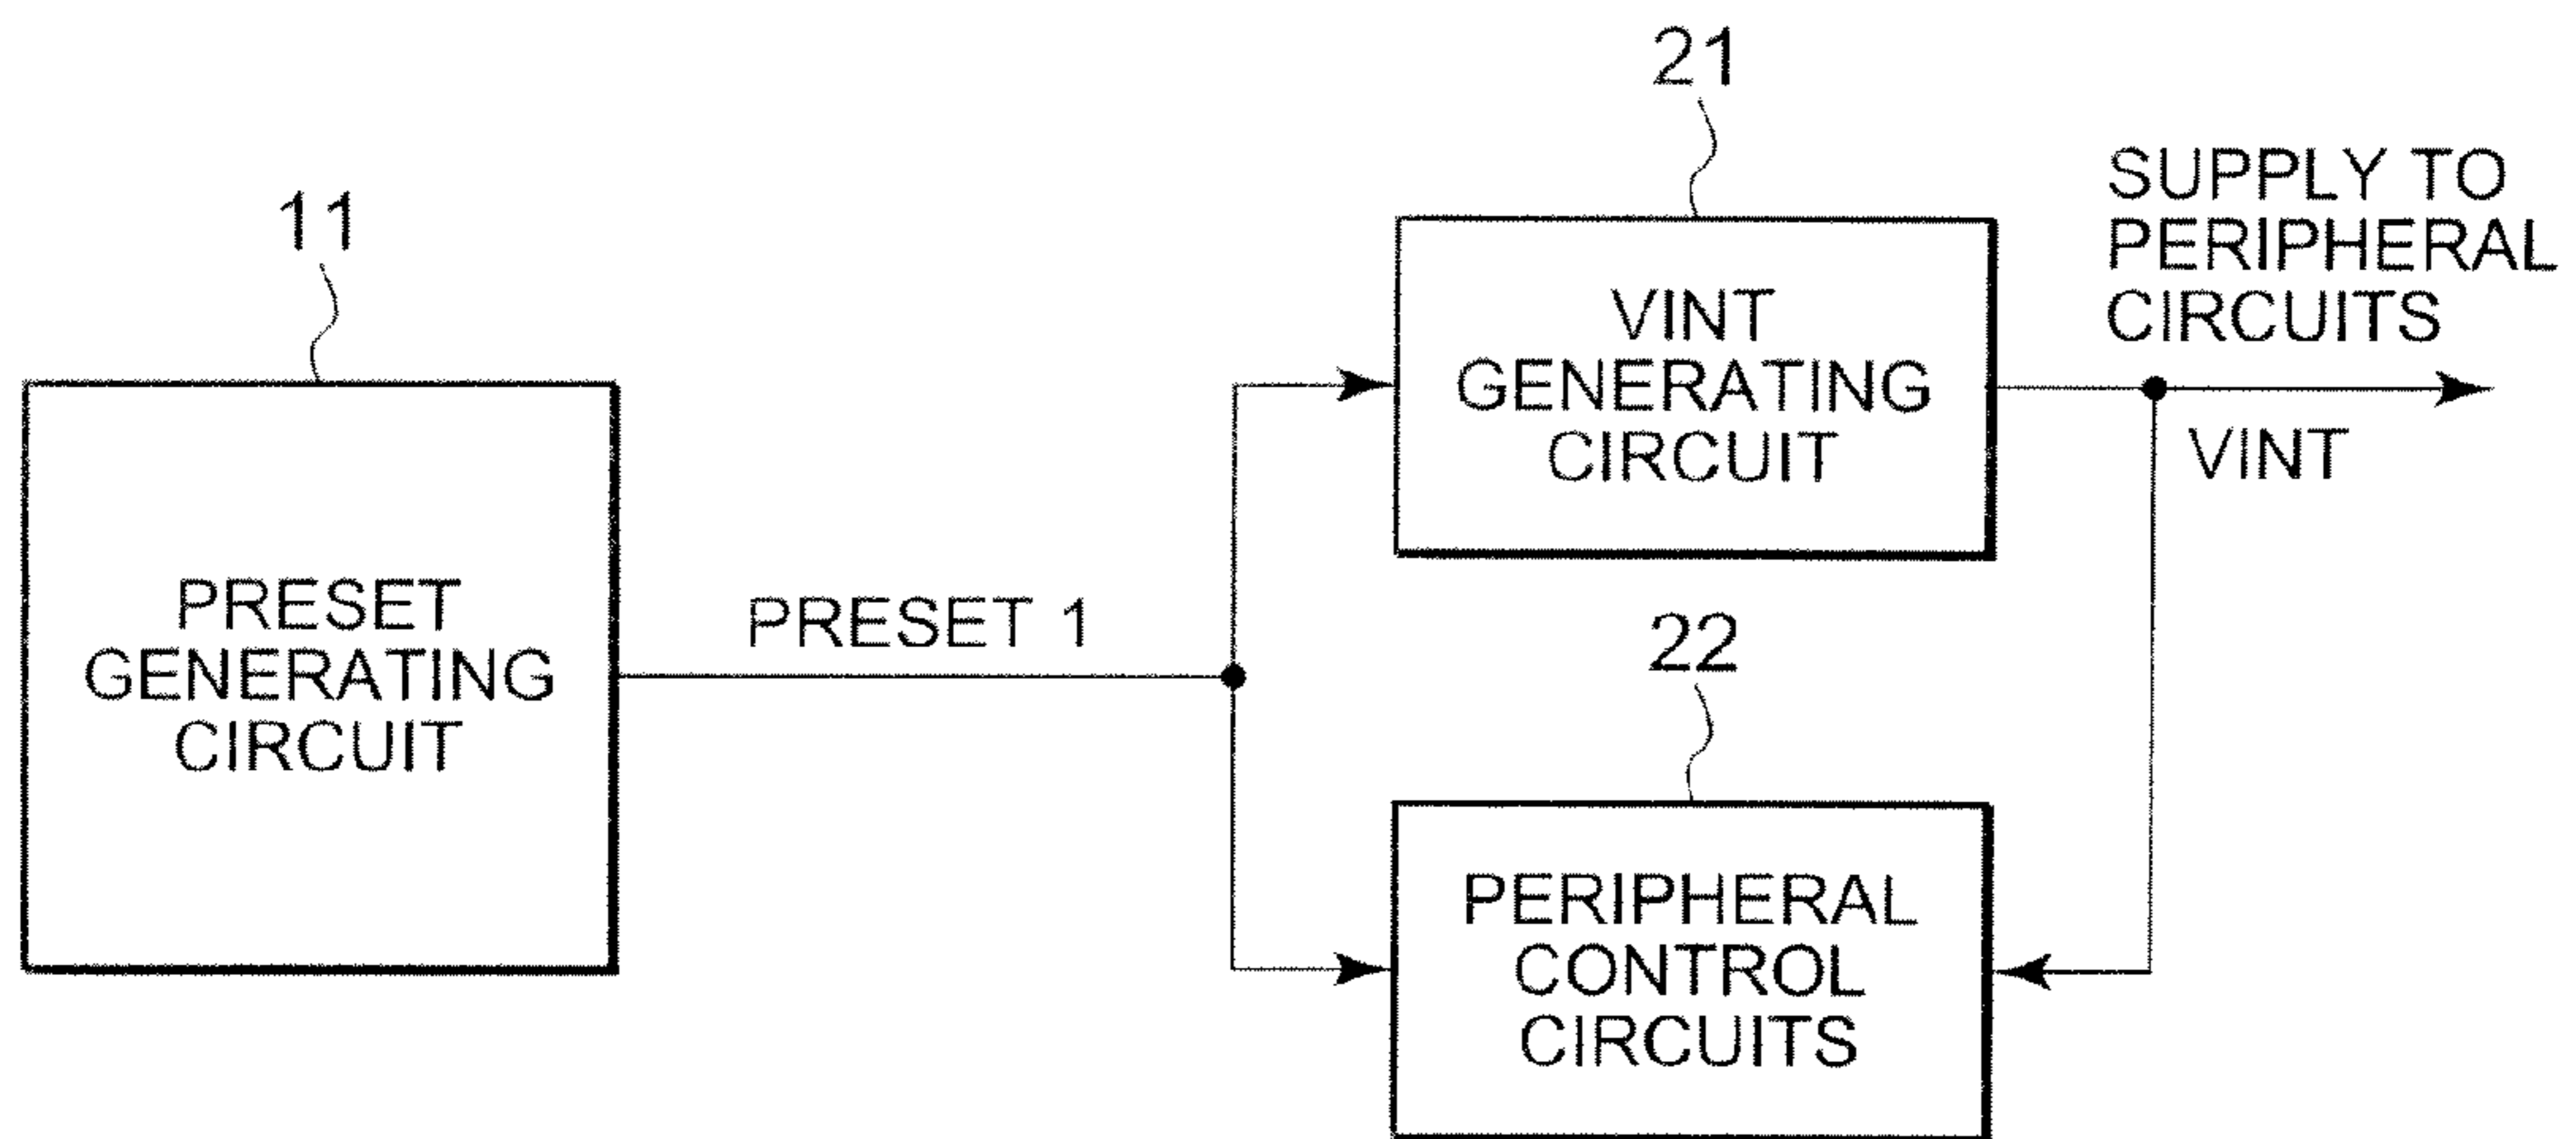 11
PRESET
GENERATING
CIRCUIT
PRESET 1
21
VINT
GENERATING
CIRCUIT
SUPPLY TO
PERIPHERAL
CIRCUITS
VINT
22
PERIPHERAL
CONTROL
CIRCUITS